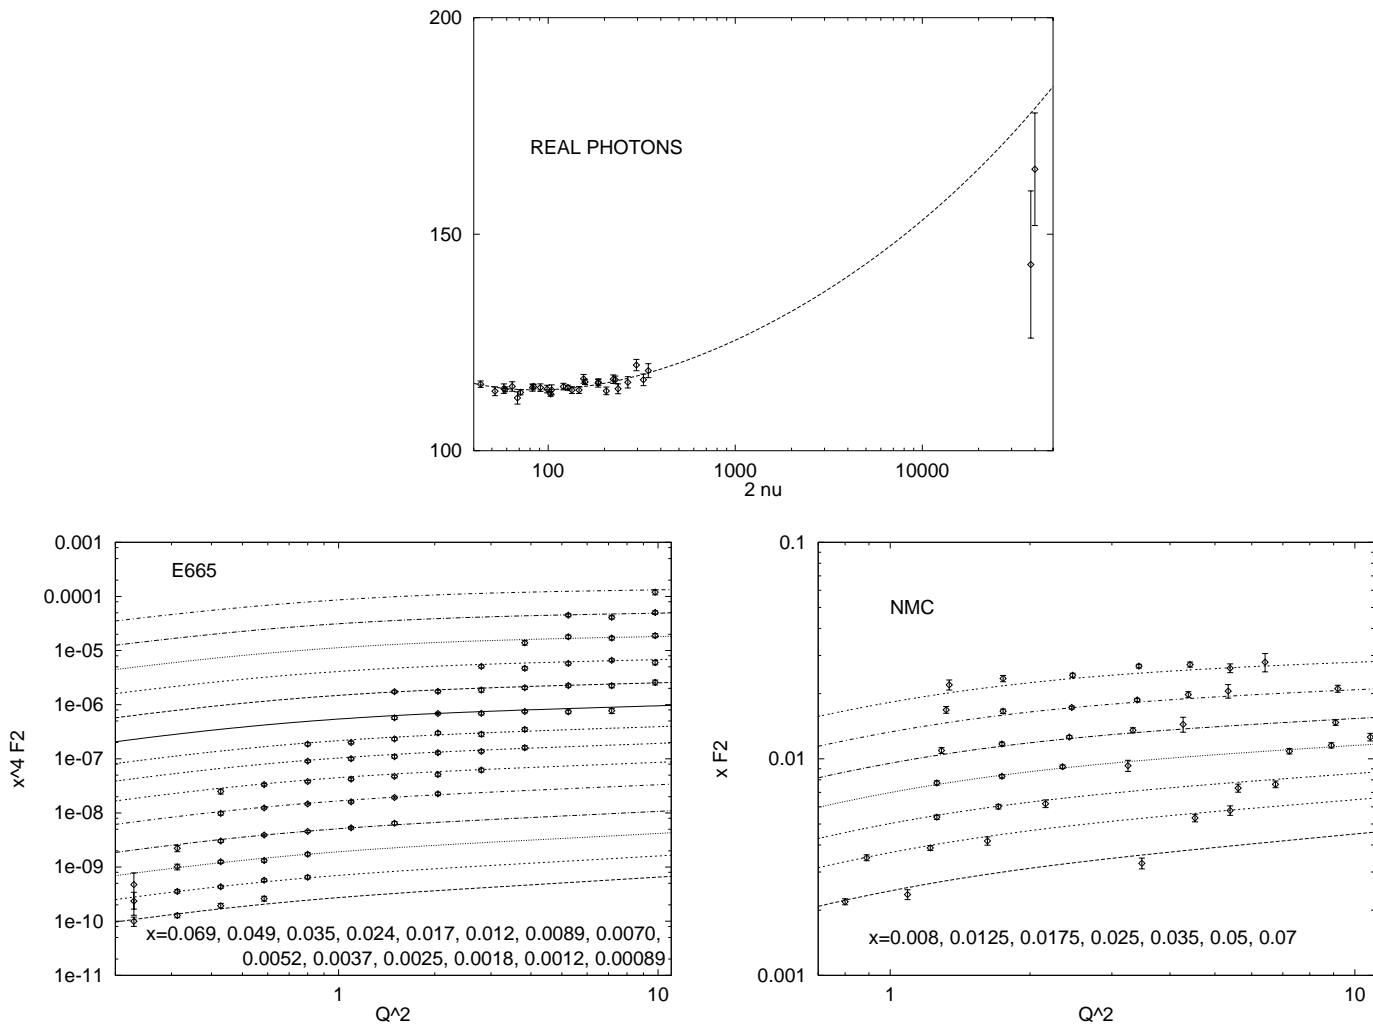 200
150
100
REAL PHOTONS
100 1000 10000
2 nu
0.001
0.0001
1e-05
1e-06
1e-07
1e-08
1e-09
1e-10
1e-11
x^4 F2
E665
x=0.069, 0.049, 0.035, 0.024, 0.017, 0.012, 0.0089, 0.0070,
0.0052, 0.0037, 0.0025, 0.0018, 0.0012, 0.00089
1 10
Q^2
0.1
0.01
0.001
x F2
NMC
x=0.008, 0.0125, 0.0175, 0.025, 0.035, 0.05, 0.07
1 10
Q^2